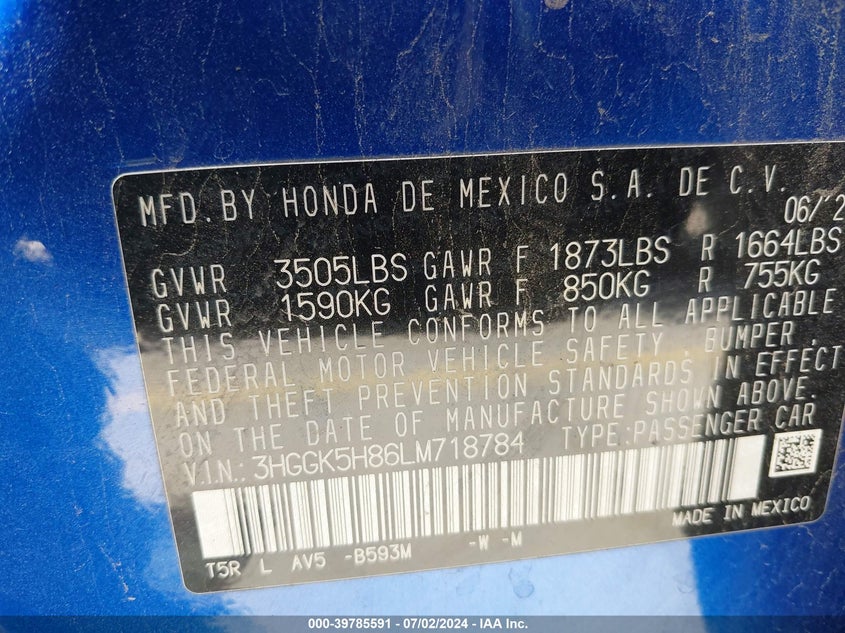 MFD. BY HONDA DE MEXICO S.A. DE C.V.
06/'2
GVWR 3505LBS GAWR F 1873LBS R 1664LBS
GVWR 1590KG GAWR F 850KG R 755KG
THIS VEHICLE CONFORMS TO ALL APPLICABLE
FEDERAL MOTOR VEHICLE SAFETY, BUMPER,
AND THEFT PREVENTION STANDARDS IN EFFECT
ON THE DATE OF MANUFACTURE SHOWN ABOVE.
V.I.N.: 3HGGK5H86LM718784 TYPE:PASSENGER CAR
MADE IN MEXICO
T5R L AV5 -B593M -W -M
000-39785591 - 07/02/2024 - IAA Inc.